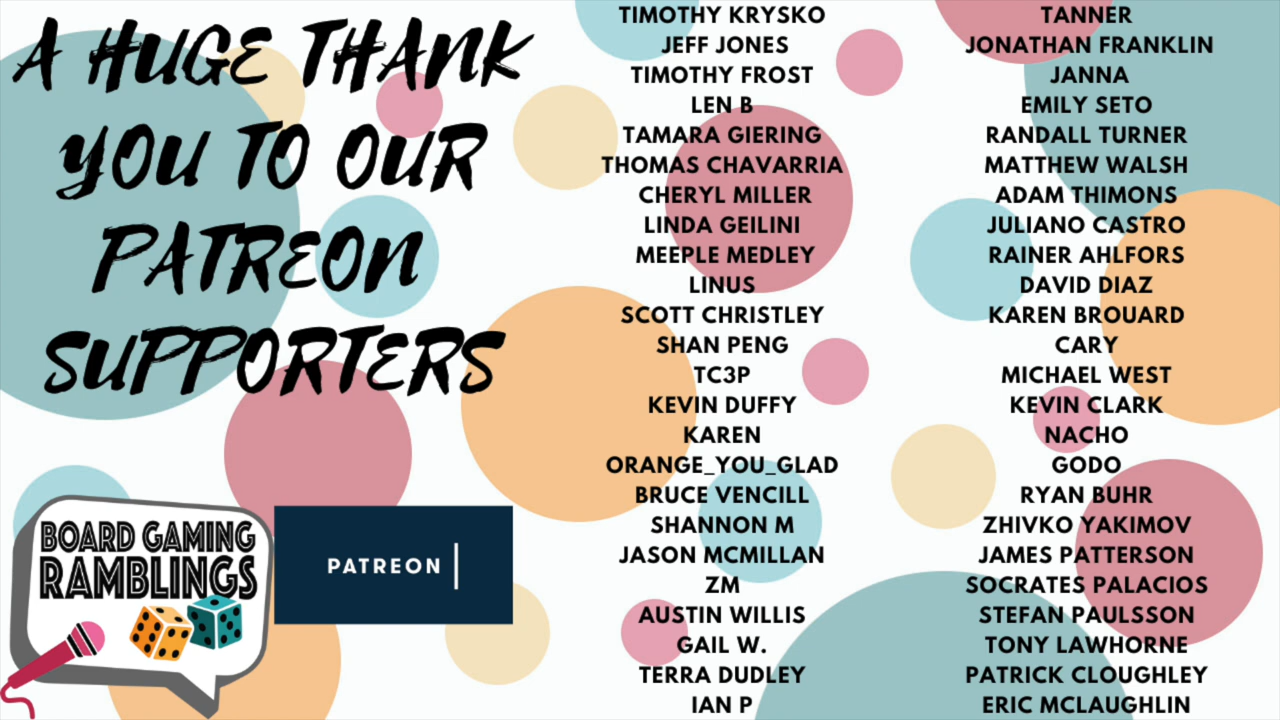 A HUGE THANK
YOU TO OUR
PATREON
SUPPORTERS
BOARD GAMING
RAMBLINGS
PATREON
TIMOTHY KRYSKO
JEFF JONES
TIMOTHY FROST
LEN B
TAMARA GIERING
THOMAS CHAVARRIA
CHERYL MILLER
LINDA GEILINI
MEEPLE MEDLEY
LINUS
SCOTT CHRISTLEY
SHAN PENG
TC3P
KEVIN DUFFY
KAREN
ORANGE_YOU_GLAD
BRUCE VENCILL
SHANNON M
JASON MCMILLAN
ZM
AUSTIN WILLIS
GAIL W.
TERRA DUDLEY
IAN P
TANNER
JONATHAN FRANKLIN
JANNA
EMILY SETO
RANDALL TURNER
MATTHEW WALSH
ADAM THIMONS
JULIANO CASTRO
RAINER AHLFORS
DAVID DIAZ
KAREN BROUARD
CARY
MICHAEL WEST
KEVIN CLARK
NACHO
GODO
RYAN BUHR
ZHIVKO YAKIMOV
JAMES PATTERSON
SOCRATES PALACIOS
STEFAN PAULSSON
TONY LAWHORNE
PATRICK CLOUGHLEY
ERIC MCLAUGHLIN